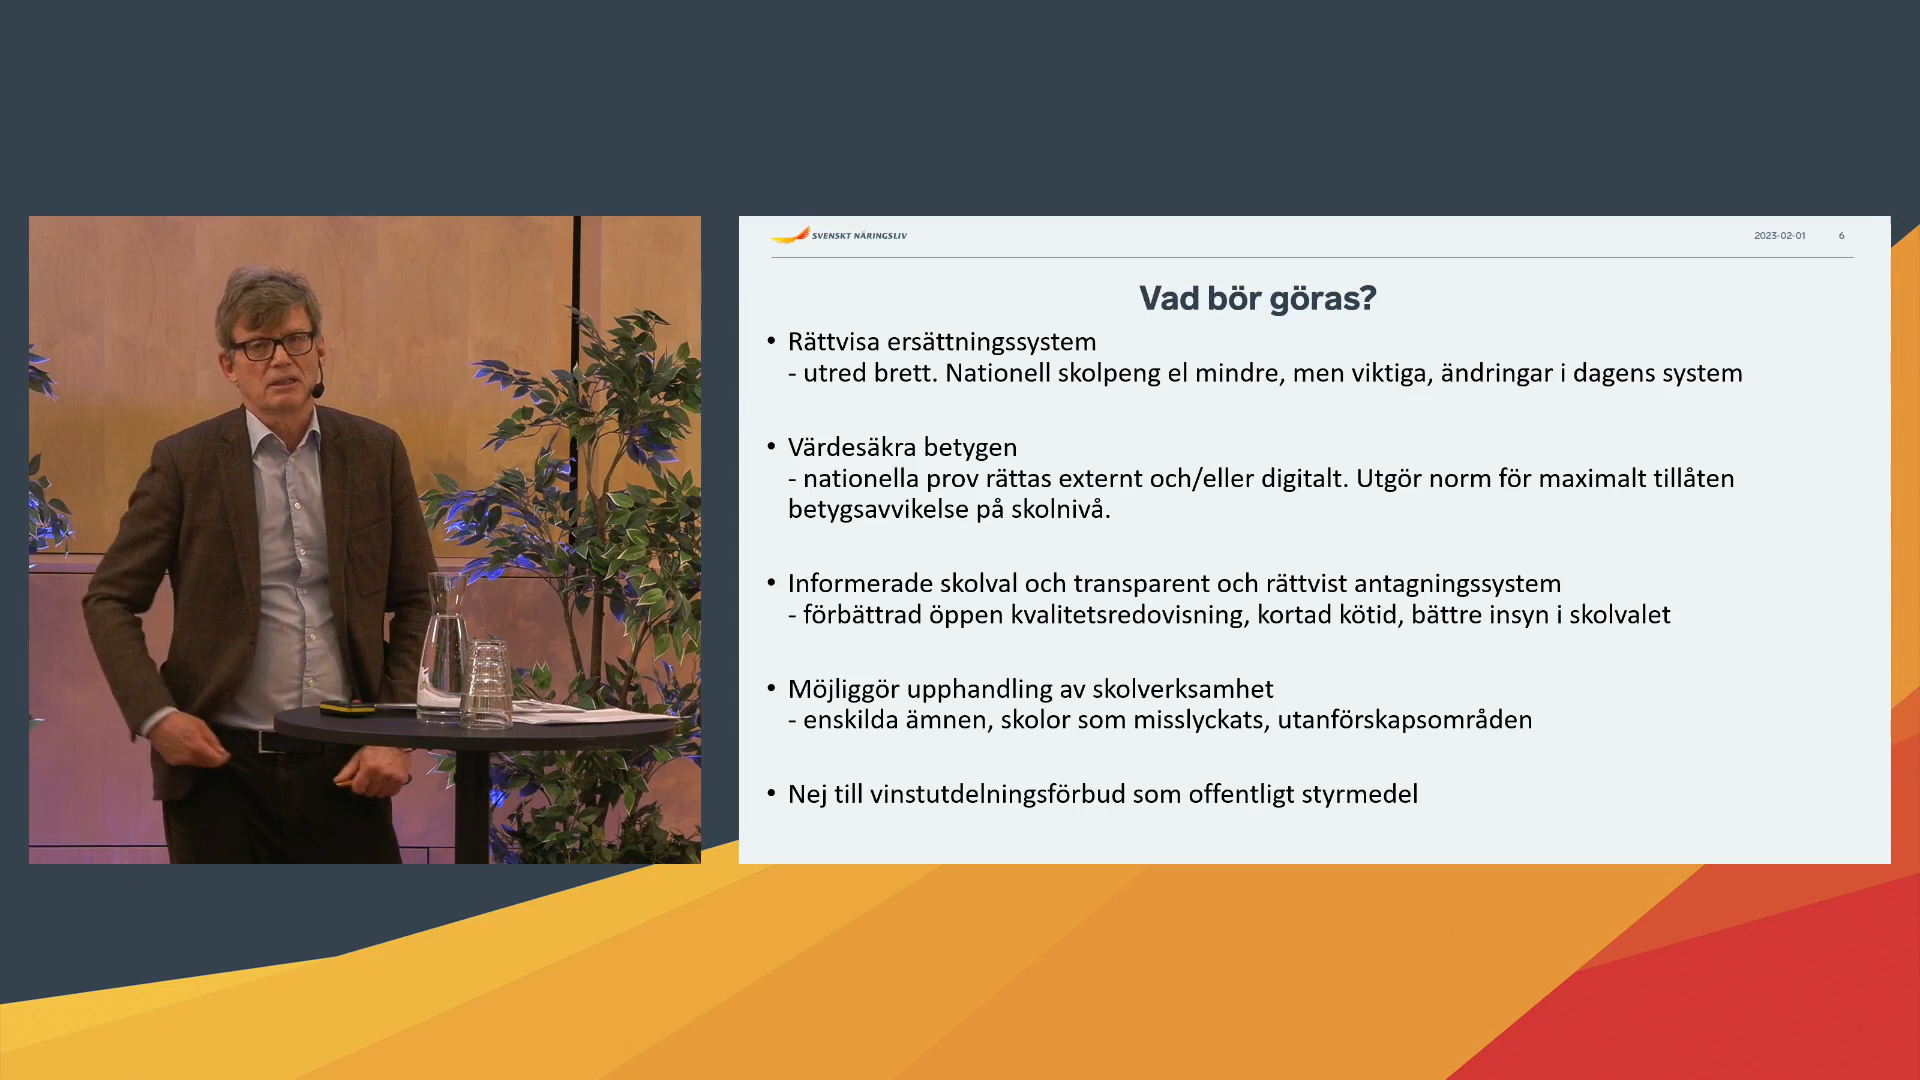 SVENSKT NÄRINGSLIV
2023-02-01 6
Vad bör göras?
• Rättvisa ersättningssystem
- utred brett. Nationell skolpeng el mindre, men viktiga, ändringar i dagens system
• Värdesäkra betygen
- nationella prov rättas externt och/eller digitalt. Utgör norm för maximalt tillåten
betygsavvikelse på skolnivå.
• Informerade skolval och transparent och rättvist antagningssystem
- förbättrad öppen kvalitetsredovisning, kortad kötid, bättre insyn i skolvalet
• Möjliggör upphandling av skolverksamhet
- enskilda ämnen, skolor som misslyckats, utanförskapsområden
• Nej till vinstutdelningsförbud som offentligt styrmedel